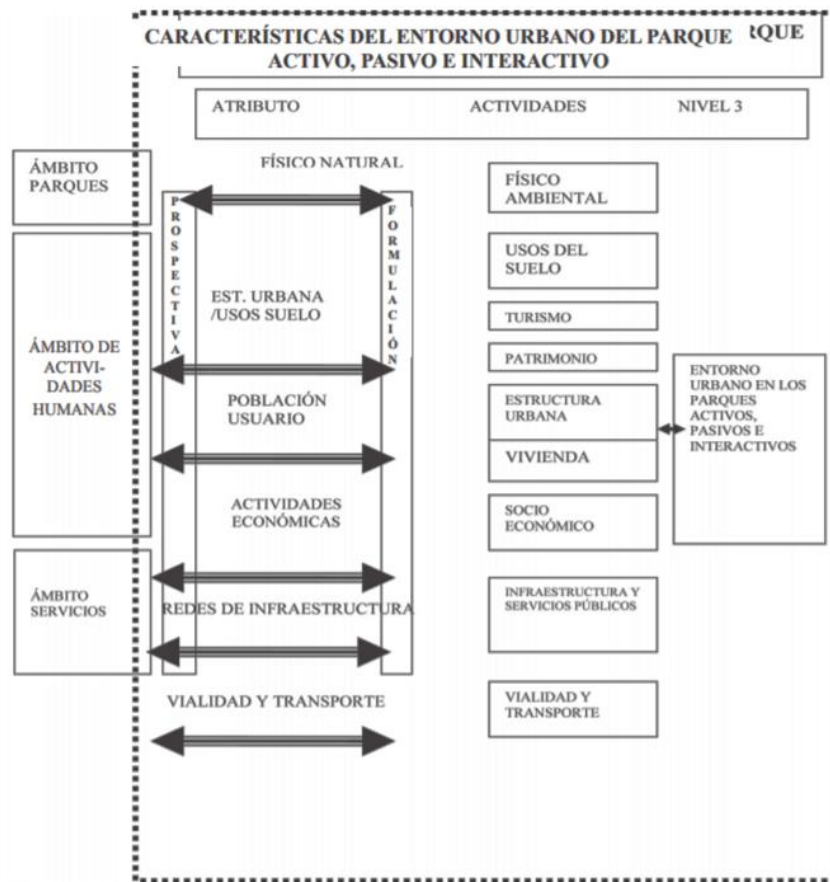 CARACTERÍSTICAS DEL ENTORNO URBANO DEL PARQUE
ACTIVO, PASIVO E INTERACTIVO
RQUE
ATRIBUTO ACTIVIDADES NIVEL 3
ÁMBITO
PARQUES
ÁMBITO DE
ACTIVI-
DADES
HUMANAS
ÁMBITO
SERVICIOS
PROSPECTIVA
FORMULACIÓN
FÍSICO NATURAL
EST. URBANA
/USOS SUELO
POBLACIÓN
USUARIO
ACTIVIDADES
ECONÓMICAS
REDES DE INFRAESTRUCTURA
VIALIDAD Y TRANSPORTE
FÍSICO
AMBIENTAL
USOS DEL
SUELO
TURISMO
PATRIMONIO
ESTRUCTURA
URBANA
VIVIENDA
SOCIO
ECONÓMICO
INFRAESTRUCTURA Y
SERVICIOS PÚBLICOS
VIALIDAD Y
TRANSPORTE
ENTORNO
URBANO EN LOS
PARQUES
ACTIVOS,
PASIVOS E
INTERACTIVOS